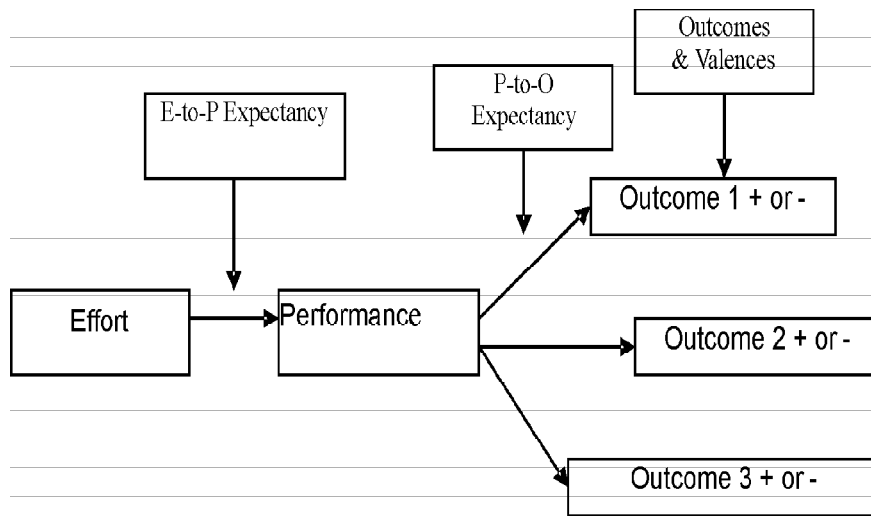 Outcomes
& Valences
P-to-O
Expectancy
E-to-P Expectancy
Outcome 1 + or -
Effort
Performance
Outcome 2 + or -
Outcome 3 + or -